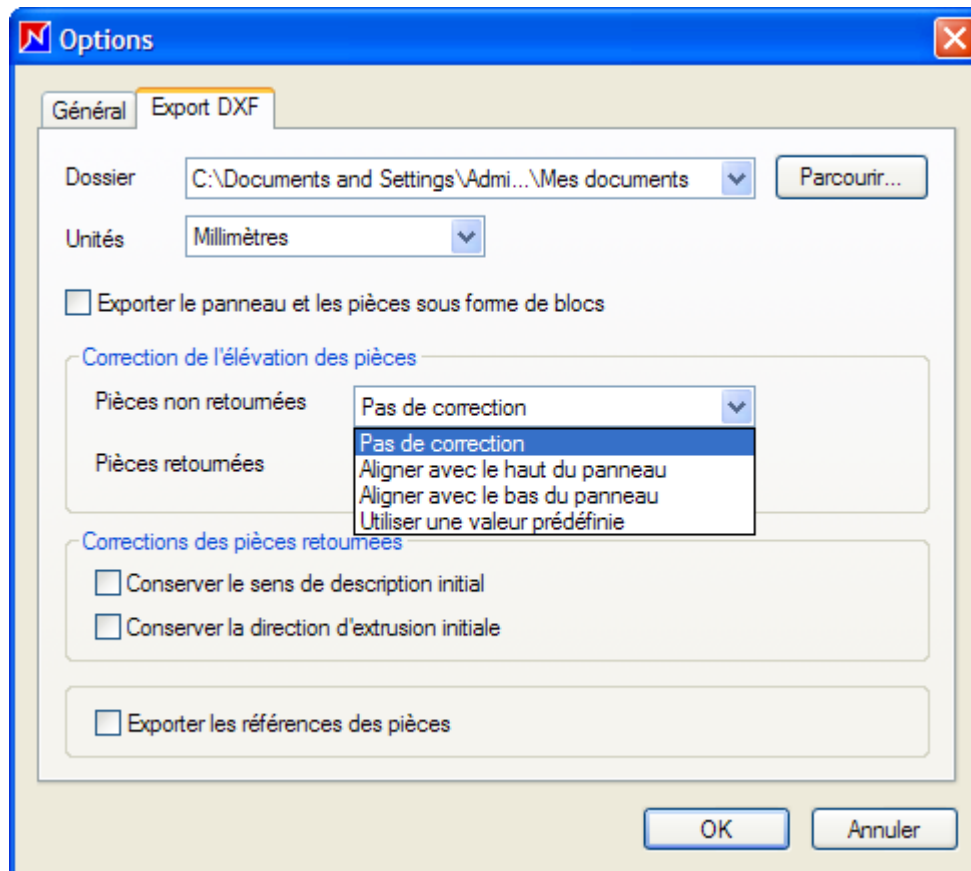 Options
Général
Export DXF
Dossier
C:\Documents and Settings\Admi...\Mes documents
Parcourir...
Unités
Millimètres
Exporter le panneau et les pièces sous forme de blocs
Correction de l'élévation des pièces
Pièces non retournées
Pas de correction
Pas de correction
Pièces retournées
Aligner avec le haut du panneau
Aligner avec le bas du panneau
Utiliser une valeur prédéfinie
Corrections des pièces retournées
Conserver le sens de description initial
Conserver la direction d'extrusion initiale
Exporter les références des pièces
OK
Annuler